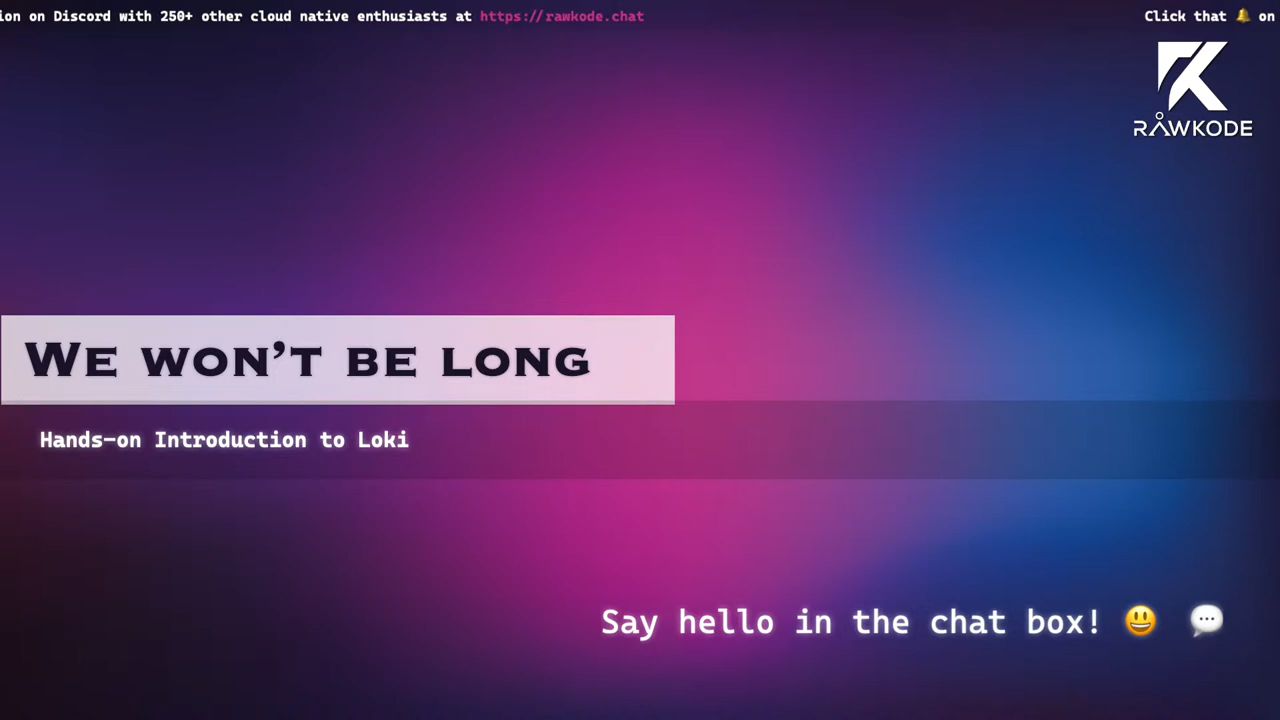 ion on Discord with 250+ other cloud native enthusiasts at https://rawkode.chat
Click that 🔔 on
RAWKODE
WE WON'T BE LONG
Hands-on Introduction to Loki
Say hello in the chat box! 😃 💬